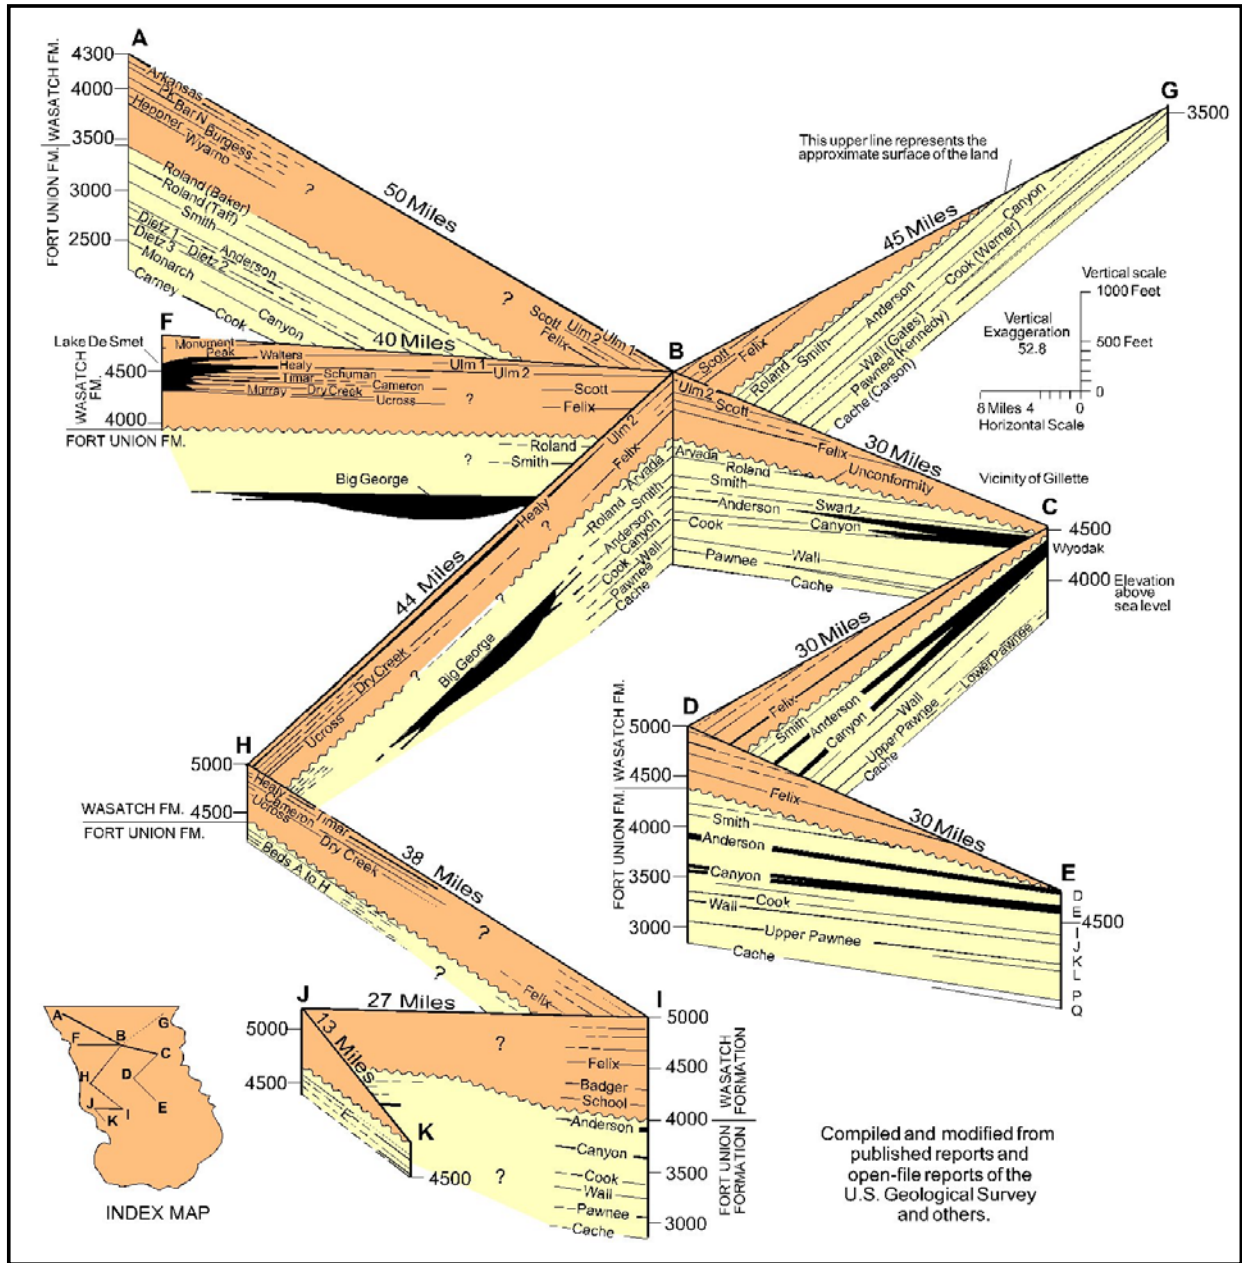 A
4300
4000
3500
3000
2500
WASATCH FM.
FORT UNION FM.
Arkansas
PK
Bar N
Burgess
Heppner
Wyarno
Roland (Baker)
Roland (Taff)
Smith
Dietz 1
Anderson
Dietz 2
Dietz 3
Monarch
Carney
Cook
Canyon
?
50 Miles
?
Scott
Ulm 2
Ulm 1
Felix
G
3500
This upper line represents the
approximate surface of the land
45 Miles
Canyon
Cook (Werner)
Anderson
Smith
Roland
Wall (Gates)
Pawnee (Kennedy)
Cache (Carson)
Scott
Felix
Vertical scale
1000 Feet
Vertical
Exaggeration
52.8
500 Feet
0
8 Miles 4
0
Horizontal Scale
F
Lake De Smet
4500
4000
WASATCH
FM.
FORT UNION FM.
40 Miles
Monument
Peak
Walters
Healy
Timar
Schuman
Murray
Dry Creek
Cameron
Ucross
Ulm 1
Ulm 2
Scott
Felix
?
Roland
Smith
?
Big George
B
Ulm 2
Scott
Felix
30 Miles
Unconformity
Arvada
Roland
Smith
Swartz
Anderson
Canyon
Cook
Wall
Pawnee
Cache
Vicinity of Gillette
C
4500
Wyodak
4000
Elevation
above
sea level
44 Miles
Healy
Ulm 2
Felix
Arvada
?
Roland
Smith
Anderson
Canyon
Cook
Wall
Pawnee
Cache
Big George
?
?
Dry Creek
Ucross
30 Miles
Felix
Smith
Anderson
Canyon
Wall
Upper Pawnee
Lower Pawnee
Cache
D
5000
4500
4000
3500
3000
WASATCH FM.
FORT UNION FM.
Felix
30 Miles
Smith
Anderson
Canyon
Cook
Wall
Upper Pawnee
Cache
E
D
E
4500
I
J
K
L
P
Q
H
5000
4500
WASATCH FM.
FORT UNION FM.
Healy
Cameron
Timar
Ucross
Dry Creek
Beds A to H
38 Miles
?
?
Felix
J
5000
4500
27 Miles
13 Miles
E
K
4500
I
5000
4500
4000
3500
3000
WASATCH
FORMATION
FORT UNION
FORMATION
?
Felix
Badger
School
Anderson
Canyon
Cook
Wall
Pawnee
Cache
?
A
G
F
B
C
H
D
J
I
E
K
INDEX MAP
Compiled and modified from
published reports and
open-file reports of the
U.S. Geological Survey
and others.